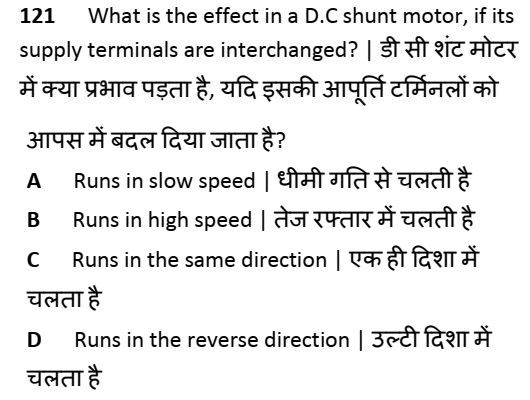 121 What is the effect in a D.C shunt motor, if its
supply terminals are interchanged? | डी सी शंट मोटर
में क्या प्रभाव पड़ता है, यदि इसकी आपूर्ति टर्मिनलों को
आपस में बदल दिया जाता है?
A Runs in slow speed | धीमी गति से चलती है
B Runs in high speed | तेज रफ्तार में चलती है
C Runs in the same direction | एक ही दिशा में
चलता है
D Runs in the reverse direction | उल्टी दिशा में
चलता है